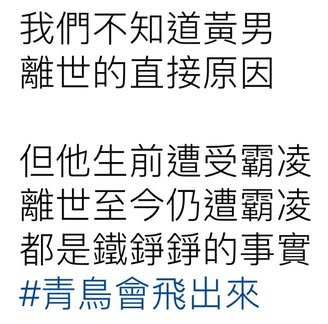 我們不知道黃男
離世的直接原因
但他生前遭受霸凌
離世至今仍遭霸凌
都是鐵錚錚的事實
#青鳥會飛出來